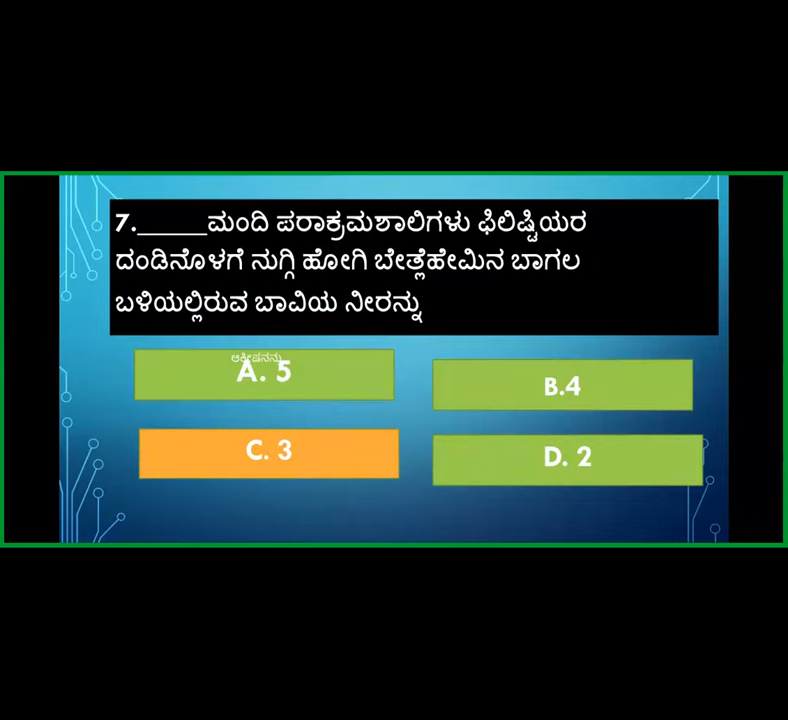 7.______ಮಂದಿ ಪರಾಕ್ರಮಶಾಲಿಗಳು ಫಿಲಿಷ್ಟಿಯರ
ದಂಡಿನೊಳಗೆ ನುಗ್ಗಿ ಹೋಗಿ ಬೇತ್ಲೆಹೇಮಿನ ಬಾಗಲ
ಬಳಿಯಲ್ಲಿರುವ ಬಾವಿಯ ನೀರನ್ನು
A. 5
B.4
C. 3
D. 2